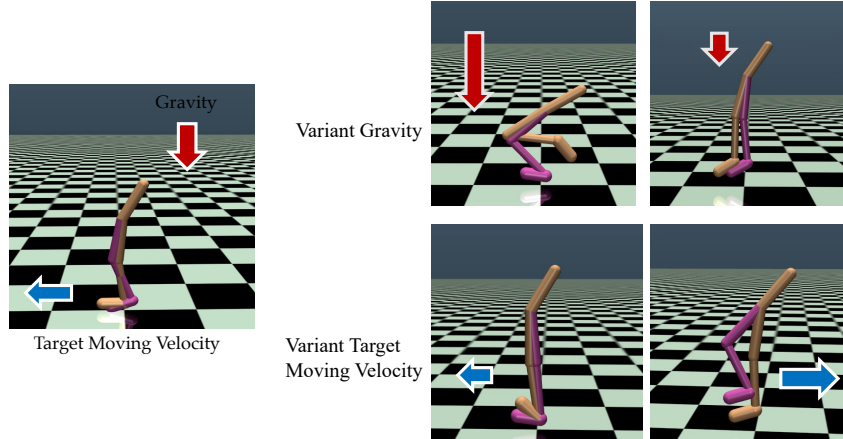 Gravity
Target Moving Velocity
Variant Gravity
Variant Target
Moving Velocity